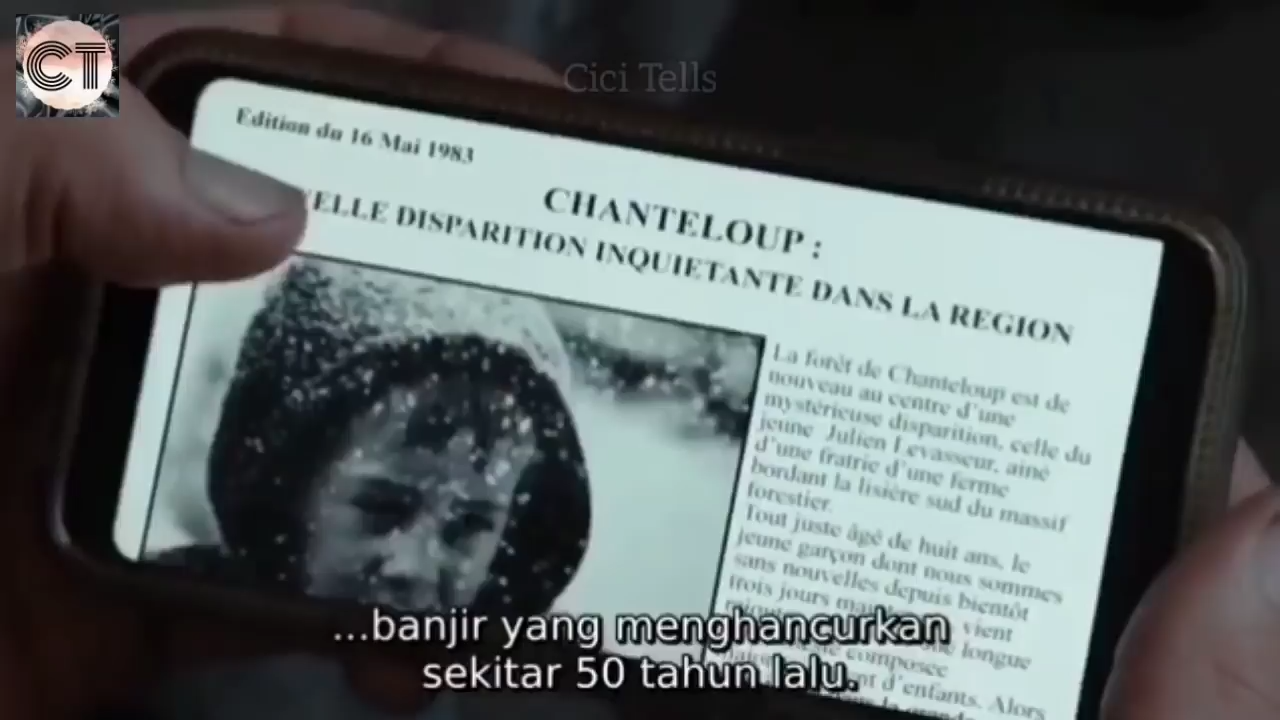 CT
Cici Tells
Edition du 16 Mai 1983
CHANTELOUP :
DISPARITION INQUIETANTE DANS LA REGION
La forêt de Chanteloup est de
nouveau au centre d'une
mystérieuse disparition, celle du
jeune Julien Levasseur, ainé
d'une fratrie d'une ferme
bordant la lisière sud du massif
forestier.
Tout juste âgé de huit ans, le
jeune garçon dont nous sommes
sans nouvelles depuis bientôt
trois jours vient
longue
composée
d'enfants. Alors
...banjir yang menghancurkan
sekitar 50 tahun lalu.